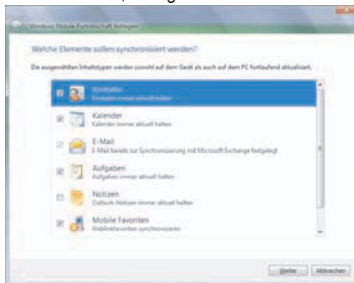 Windows Mobile-Partnerschaft festlegen
Welche Elemente sollen synchronisiert werden?
Die ausgewählten Inhaltstypen werden sowohl auf dem Gerät als auch auf dem PC fortlaufend aktualisiert.
Kontakte
Kontakte immer aktuell halten
Kalender
Kalender immer aktuell halten
E-Mail
E-Mail bereits zur Synchronisierung mit Microsoft Exchange festgelegt
Aufgaben
Aufgaben immer aktuell halten
Notizen
Outlook-Notizen immer aktuell halten
Mobile Favoriten
Weblinkfavoriten synchronisieren
Weiter
Abbrechen